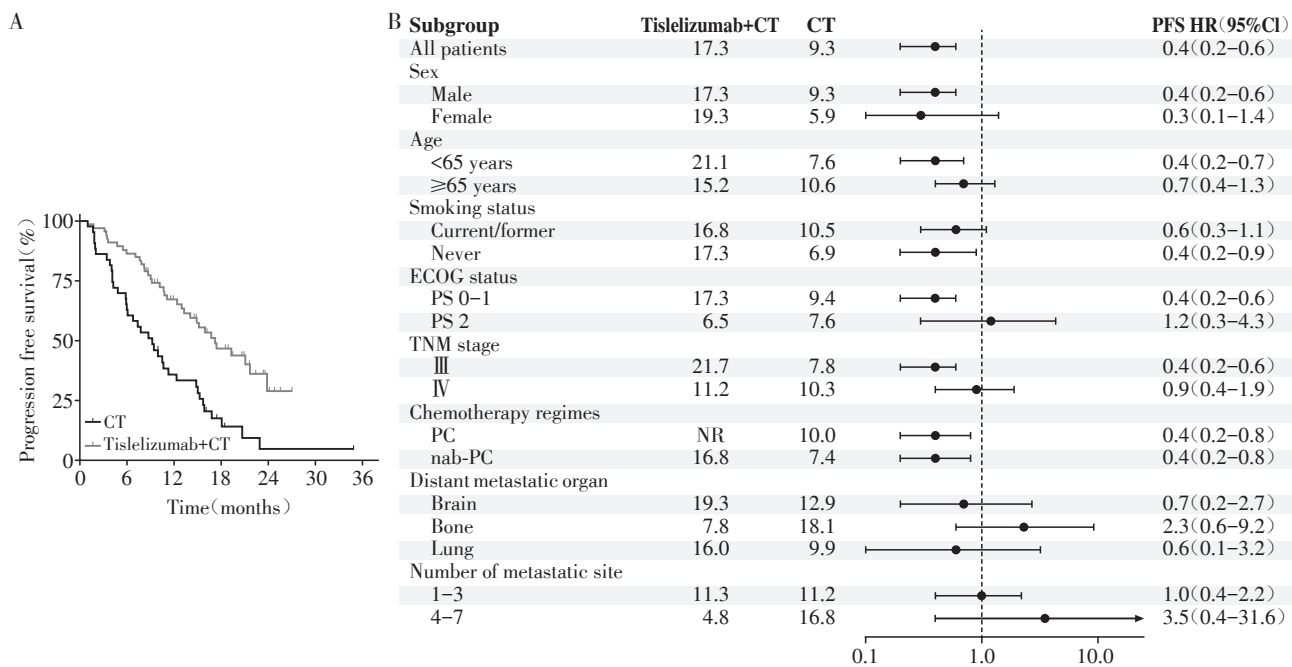 A
Progression free survival(%)
100
75
50
25
0
CT
Tislelizumab+CT
0 6 12 18 24 30 36
Time(months)
B Subgroup Tislelizumab+CT CT PFS HR(95%Cl)
All patients 17.3 9.3 0.4(0.2−0.6)
Sex
Male 17.3 9.3 0.4(0.2−0.6)
Female 19.3 5.9 0.3(0.1−1.4)
Age
<65 years 21.1 7.6 0.4(0.2−0.7)
≥65 years 15.2 10.6 0.7(0.4−1.3)
Smoking status
Current/former 16.8 10.5 0.6(0.3−1.1)
Never 17.3 6.9 0.4(0.2−0.9)
ECOG status
PS 0−1 17.3 9.4 0.4(0.2−0.6)
PS 2 6.5 7.6 1.2(0.3−4.3)
TNM stage
Ⅲ 21.7 7.8 0.4(0.2−0.6)
Ⅳ 11.2 10.3 0.9(0.4−1.9)
Chemotherapy regimes
PC NR 10.0 0.4(0.2−0.8)
nab-PC 16.8 7.4 0.4(0.2−0.8)
Distant metastatic organ
Brain 19.3 12.9 0.7(0.2−2.7)
Bone 7.8 18.1 2.3(0.6−9.2)
Lung 16.0 9.9 0.6(0.1−3.2)
Number of metastatic site
1−3 11.3 11.2 1.0(0.4−2.2)
4−7 4.8 16.8 3.5(0.4−31.6)
0.1 1.0 10.0